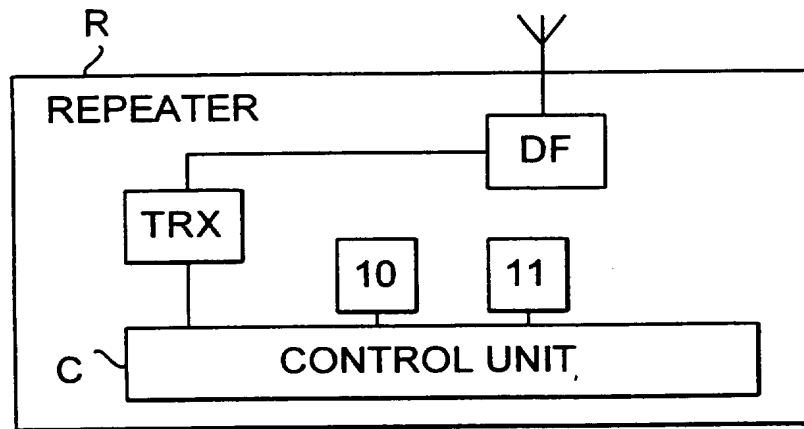 R
REPEATER
DF
TRX
10
11
C
CONTROL UNIT